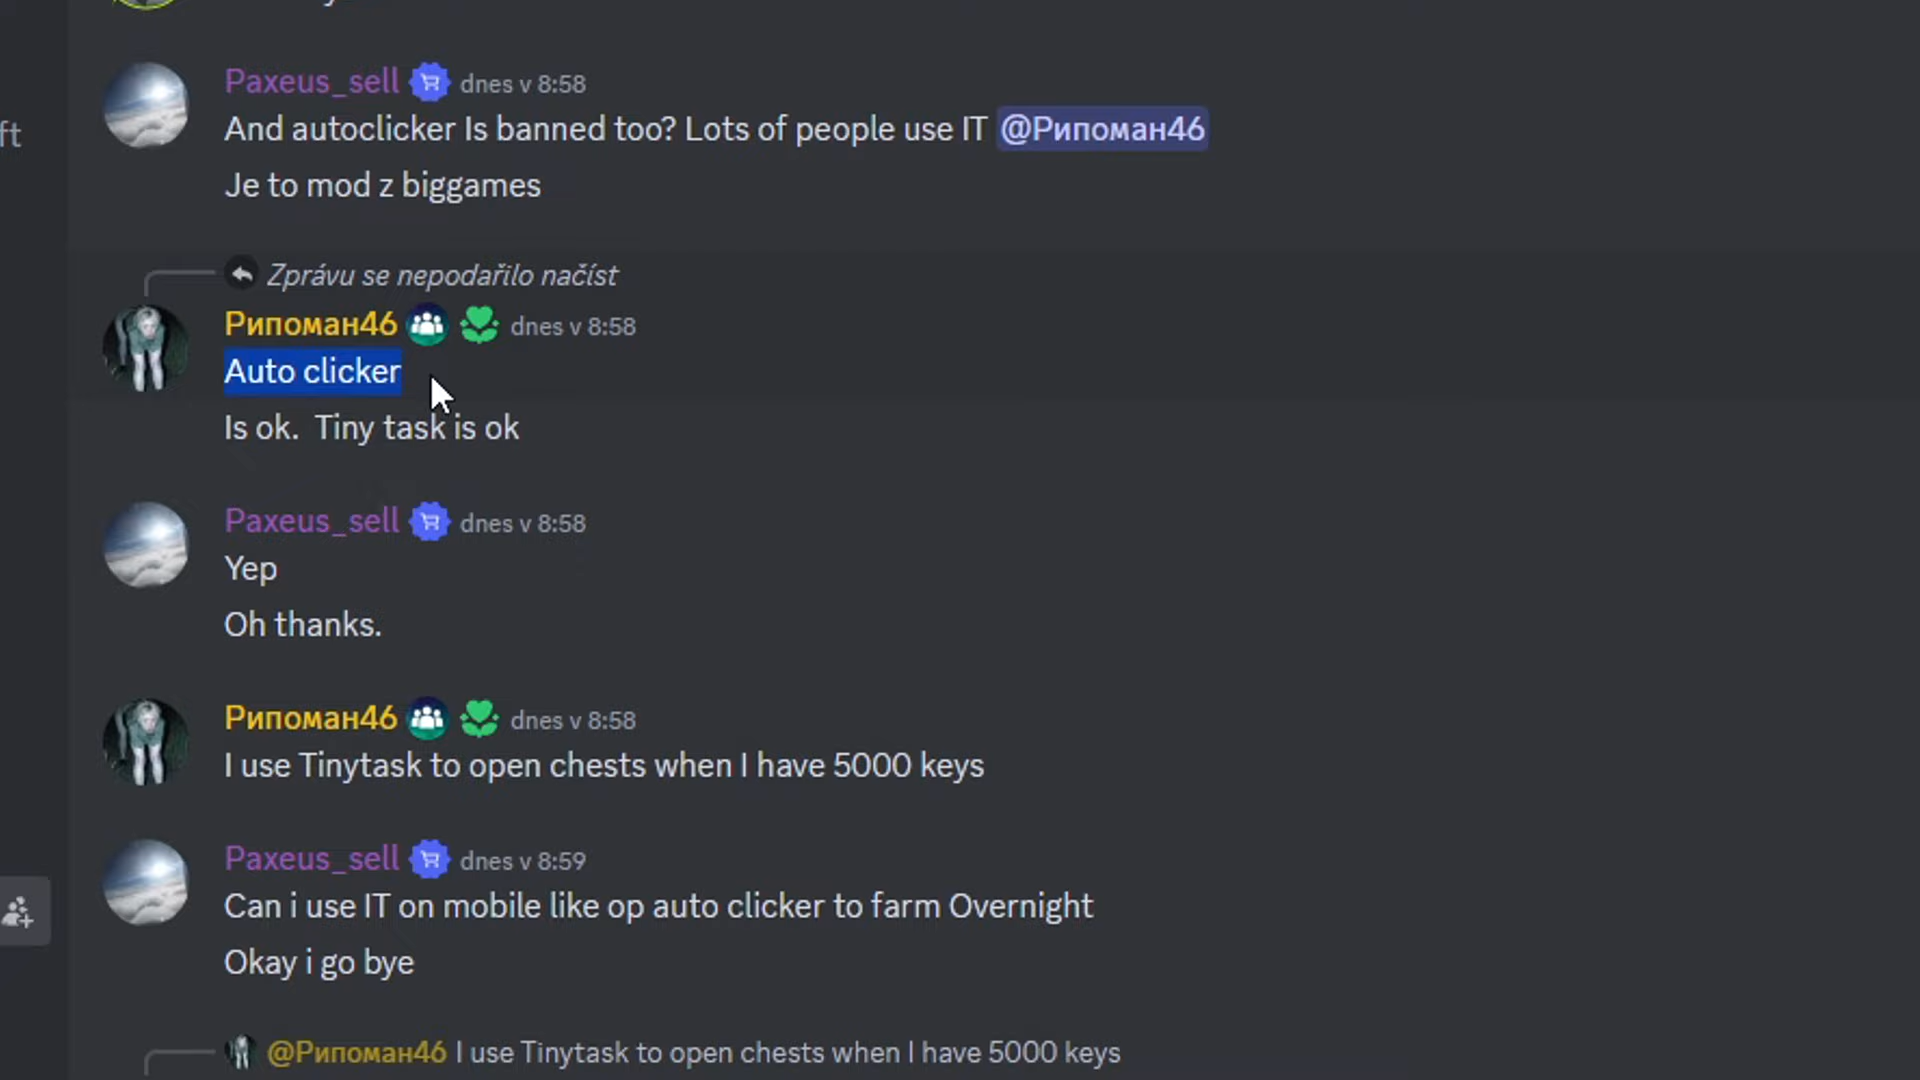 Paxeus_sell dnes v 8:58
And autoclicker Is banned too? Lots of people use IT @Рипоман46
ft
Je to mod z biggames
Zprávu se nepodařilo načíst
Рипоман46 dnes v 8:58
Auto clicker
Is ok. Tiny task is ok
Paxeus_sell dnes v 8:58
Yep
Oh thanks.
Рипоман46 dnes v 8:58
I use Tinytask to open chests when I have 5000 keys
Paxeus_sell dnes v 8:59
Can i use IT on mobile like op auto clicker to farm Overnight
Okay i go bye
@Рипоман46 I use Tinytask to open chests when I have 5000 keys